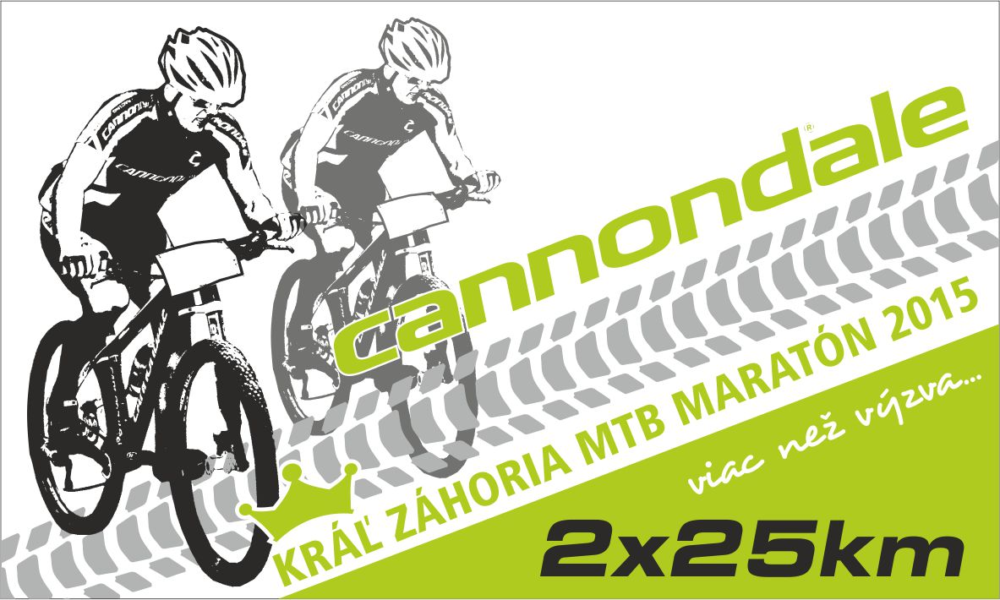 cannondale®
KRÁĽ ZÁHORIA MTB MARATÓN 2015
viac než výzva...
2x25km